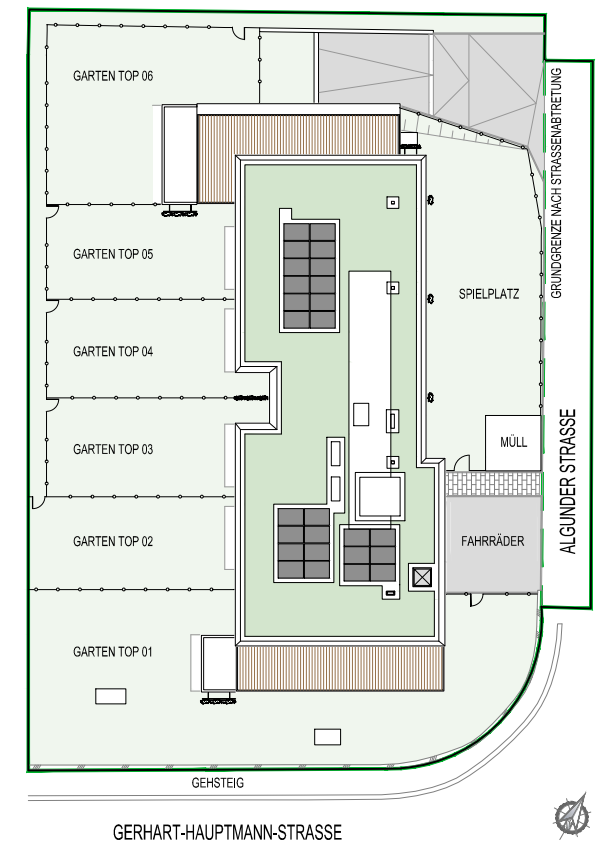 GARTEN TOP 06
GRUNDGRENZE NACH STRASSENABTRETUNG
GARTEN TOP 05
SPIELPLATZ
GARTEN TOP 04
GARTEN TOP 03
MÜLL
ALGUNDER STRASSE
GARTEN TOP 02
FAHRRÄDER
GARTEN TOP 01
GEHSTEIG
GERHART-HAUPTMANN-STRASSE